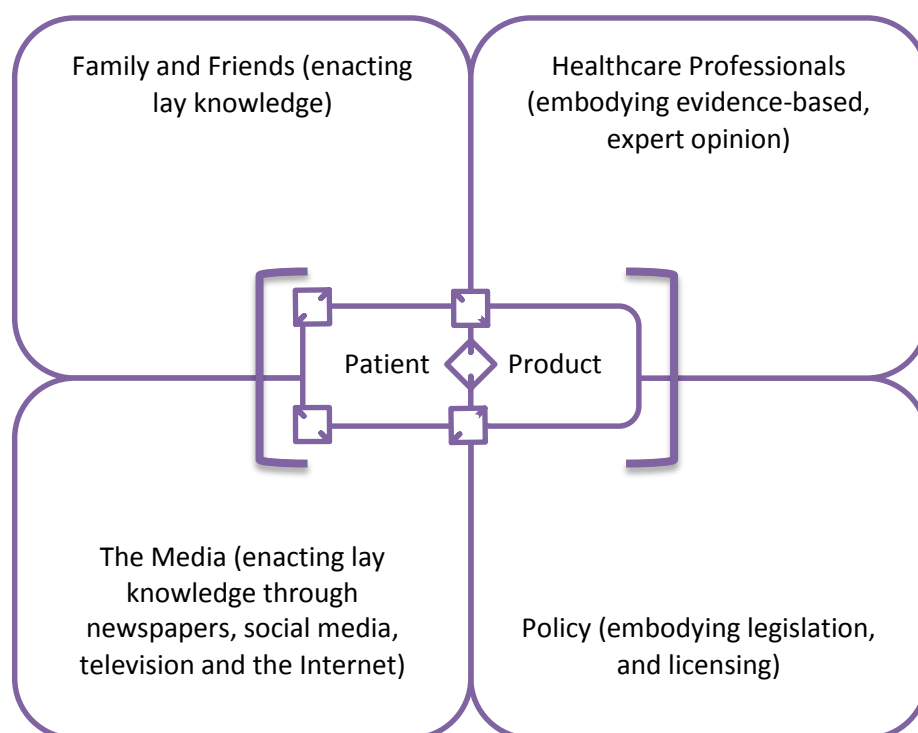 Family and Friends (enacting
lay knowledge)
Healthcare Professionals
(embodying evidence-based,
expert opinion)
Patient
Product
The Media (enacting lay
knowledge through
newspapers, social media,
television and the Internet)
Policy (embodying legislation,
and licensing)